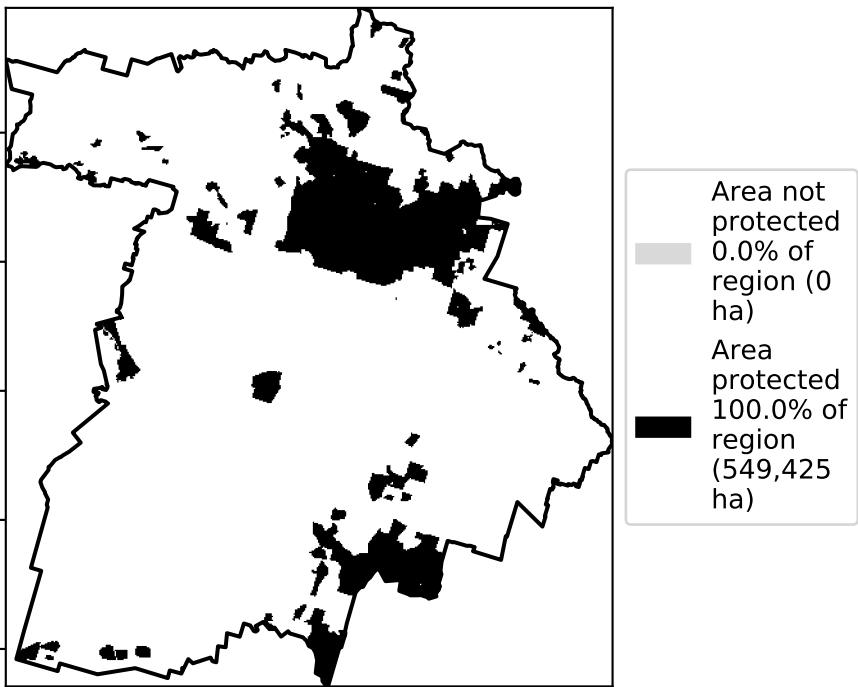 Area not
protected
0.0% of
region (0
ha)
Area
protected
100.0% of
region
(549,425
ha)